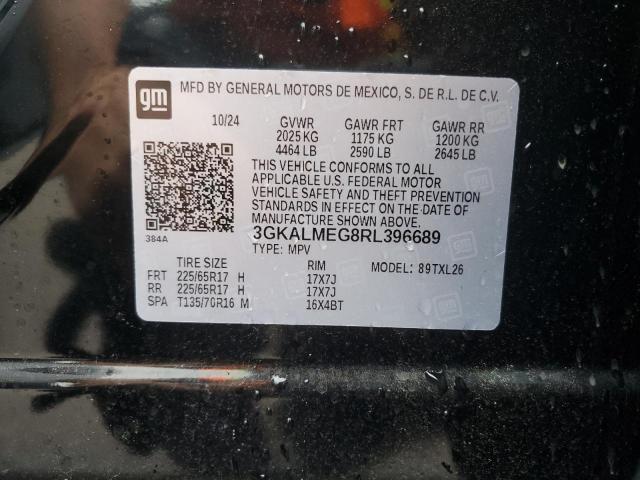 gm
MFD BY GENERAL MOTORS DE MEXICO, S. DE R.L. DE C.V.
10/24 GVWR GAWR FRT GAWR RR
2025 KG 1175 KG 1200 KG
4464 LB 2590 LB 2645 LB
THIS VEHICLE CONFORMS TO ALL
APPLICABLE U.S. FEDERAL MOTOR
VEHICLE SAFETY AND THEFT PREVENTION
STANDARDS IN EFFECT ON THE DATE OF
MANUFACTURE SHOWN ABOVE.
384A
3GKALMEG8RL396689
TYPE: MPV
TIRE SIZE RIM MODEL: 89TXL26
FRT 225/65R17 H 17X7J
RR 225/65R17 H 17X7J
SPA T135/70R16 M 16X4BT